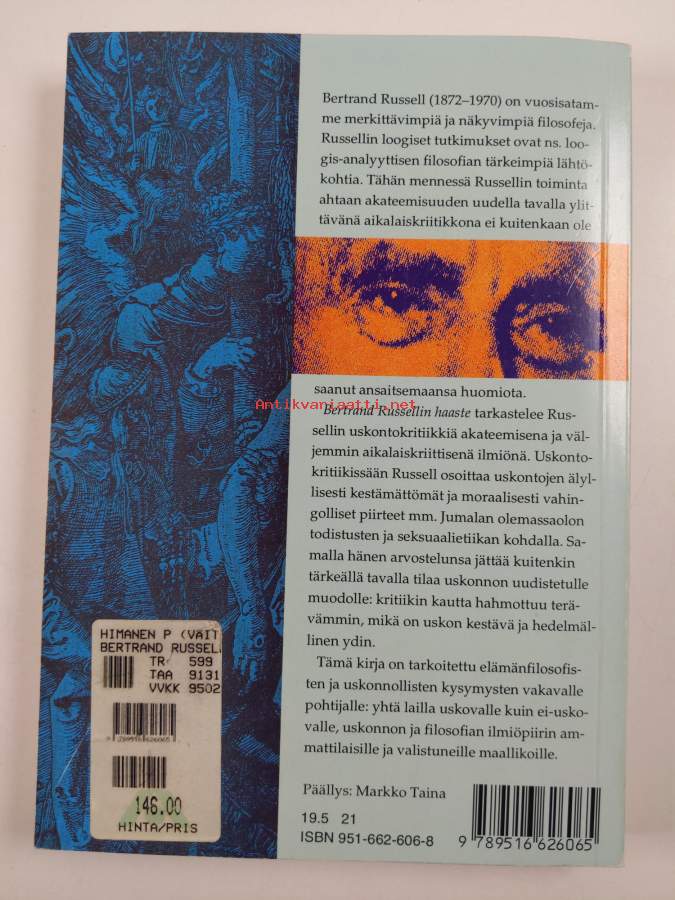 Bertrand Russell (1872–1970) on vuosisatam-
me merkittävimpiä ja näkyvimpiä filosofeja.
Russellin loogiset tutkimukset ovat ns. loo-
gis-analyyttisen filosofian tärkeimpiä lähtö-
kohtia. Tähän mennessä Russellin toiminta
ahtaan akateemisuuden uudella tavalla ylit-
tävänä aikalaiskriitikkona ei kuitenkaan ole
saanut ansaitsemaansa huomiota.
Antikvariaatti.net
Bertrand Russellin haaste tarkastelee Rus-
sellin uskontokritiikkiä akateemisena ja väl-
jemmin aikalaiskriittisenä ilmiönä. Uskonto-
kritiikissään Russell osoittaa uskontojen älyl-
lisesti kestämättömät ja moraalisesti vahin-
golliset piirteet mm. Jumalan olemassaolon
todistusten ja seksuaalietiikan kohdalla. Sa-
malla hänen arvostelunsa jättää kuitenkin
tärkeällä tavalla tilaa uskonnon uudistetulle
muodolle: kritiikin kautta hahmottuu terä-
vämmin, mikä on uskon kestävä ja hedelmäl-
linen ydin.
Tämä kirja on tarkoitettu elämänfilosofis-
ten ja uskonnollisten kysymysten vakavalle
pohtijalle: yhtä lailla uskovalle kuin ei-usko-
valle, uskonnon ja filosofian ilmiöpiirin am-
mattilaisille ja valistuneille maallikoille.
Päällys: Markko Taina
19.5 21
ISBN 951-662-606-8
9 789516 626065
HIMANEN P (VAIT
BERTRAND RUSSELL
TR 599
TAA 9131
VVKK 9502
9 789516 626065
146.00
HINTA/PRIS